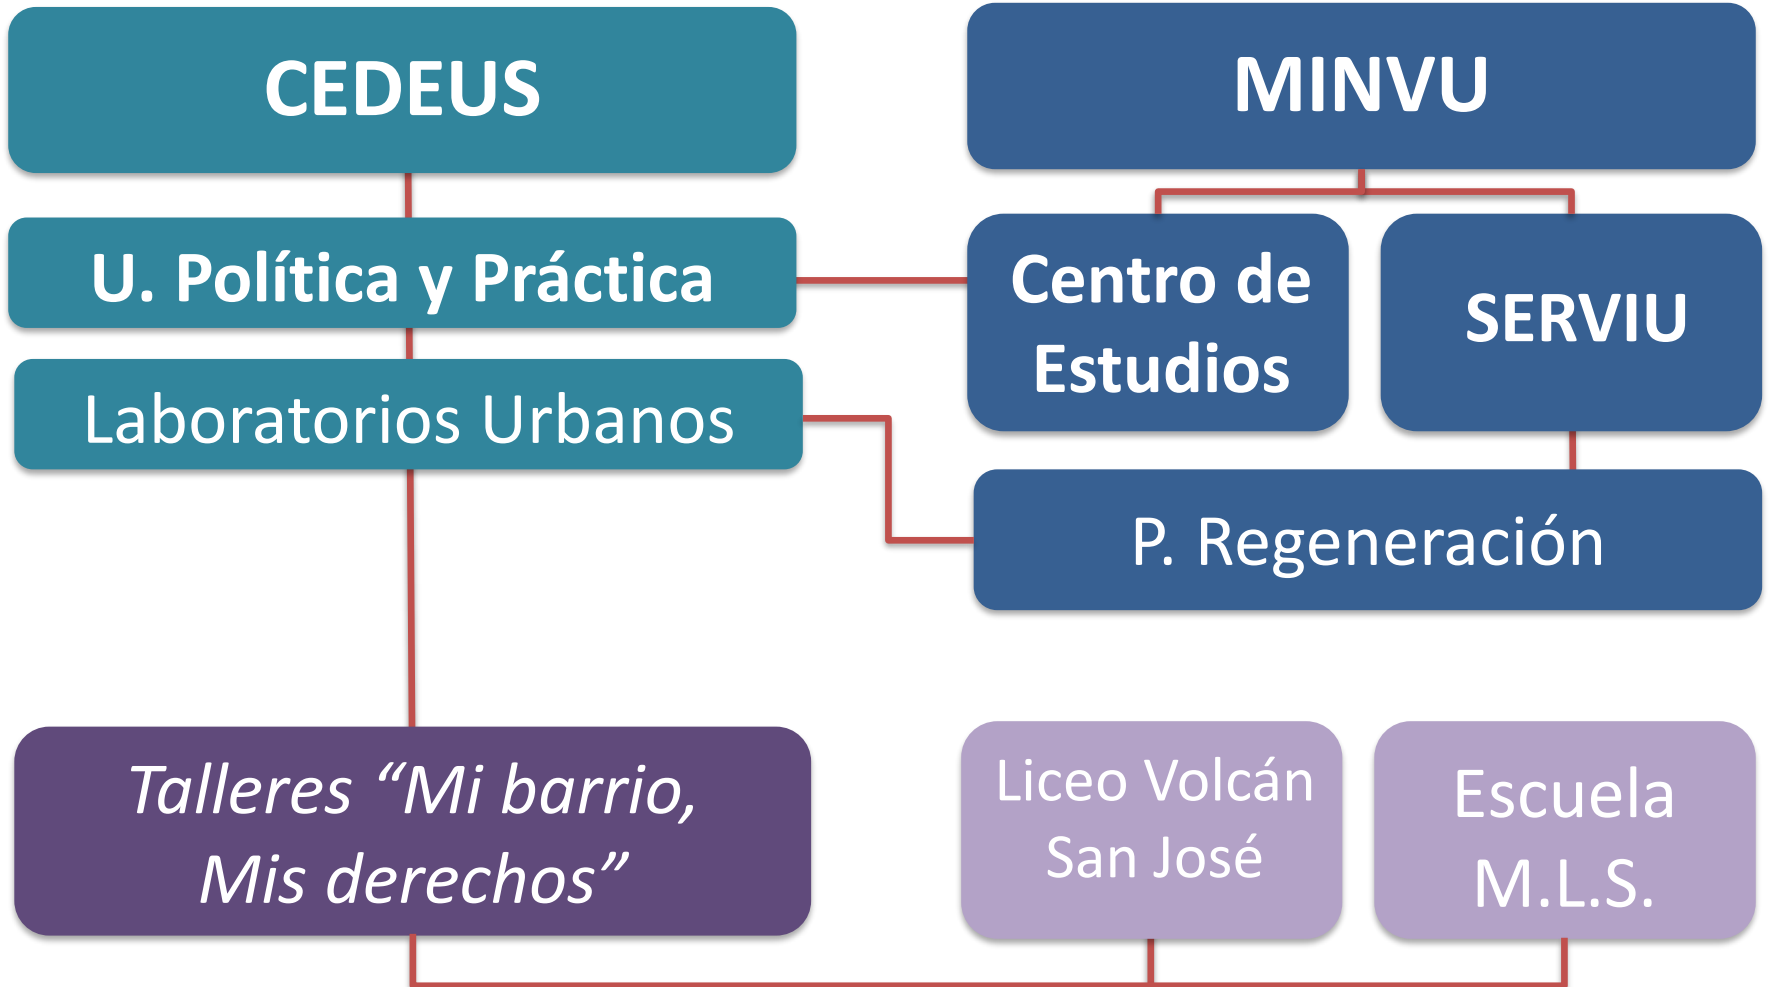 CEDEUS
MINVU
U. Política y Práctica
Centro de
Estudios
SERVIU
Laboratorios Urbanos
P. Regeneración
Talleres “Mi barrio,
Mis derechos”
Liceo Volcán
San José
Escuela
M.L.S.